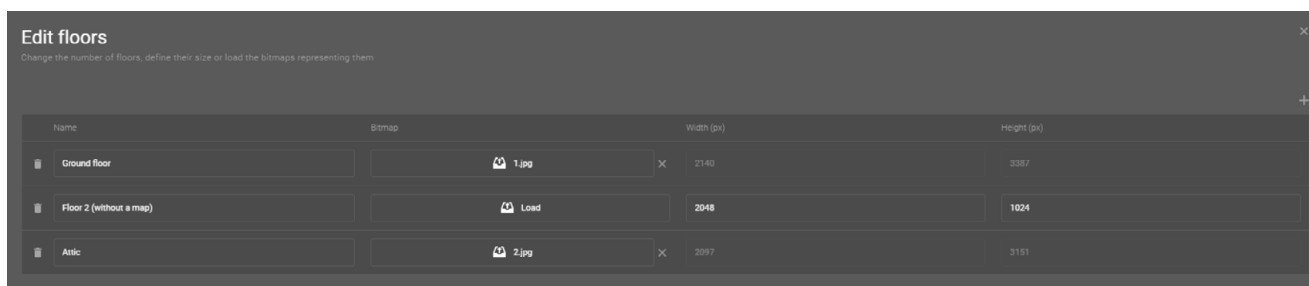 Edit floors
Change the number of floors, define their size or load the bitmaps representing them
Name Bitmap Width (px) Height (px)
Ground floor 1.jpg 2140 3387
Floor 2 (without a map) Load 2048 1024
Attic 2.jpg 2097 3151